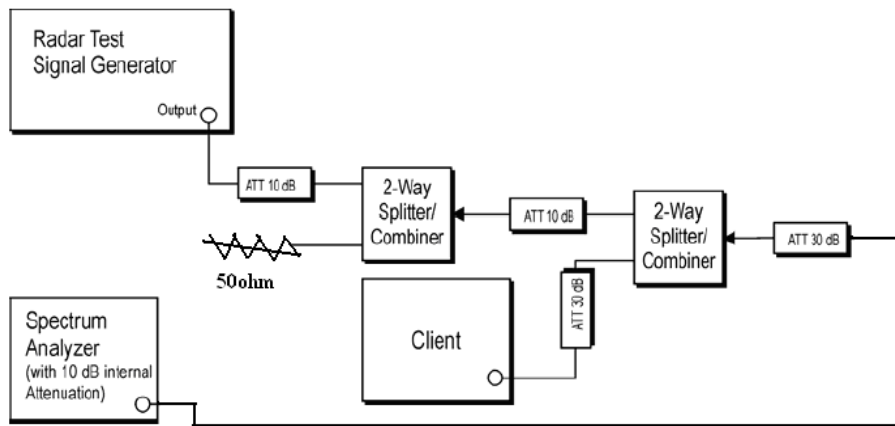 Radar Test
Signal Generator
Output
ATT 10 dB
2-Way
Splitter/
Combiner
ATT 10 dB
2-Way
Splitter/
Combiner
ATT 30 dB
50ohm
ATT 30 dB
Client
Spectrum
Analyzer
(with 10 dB internal
Attenuation)